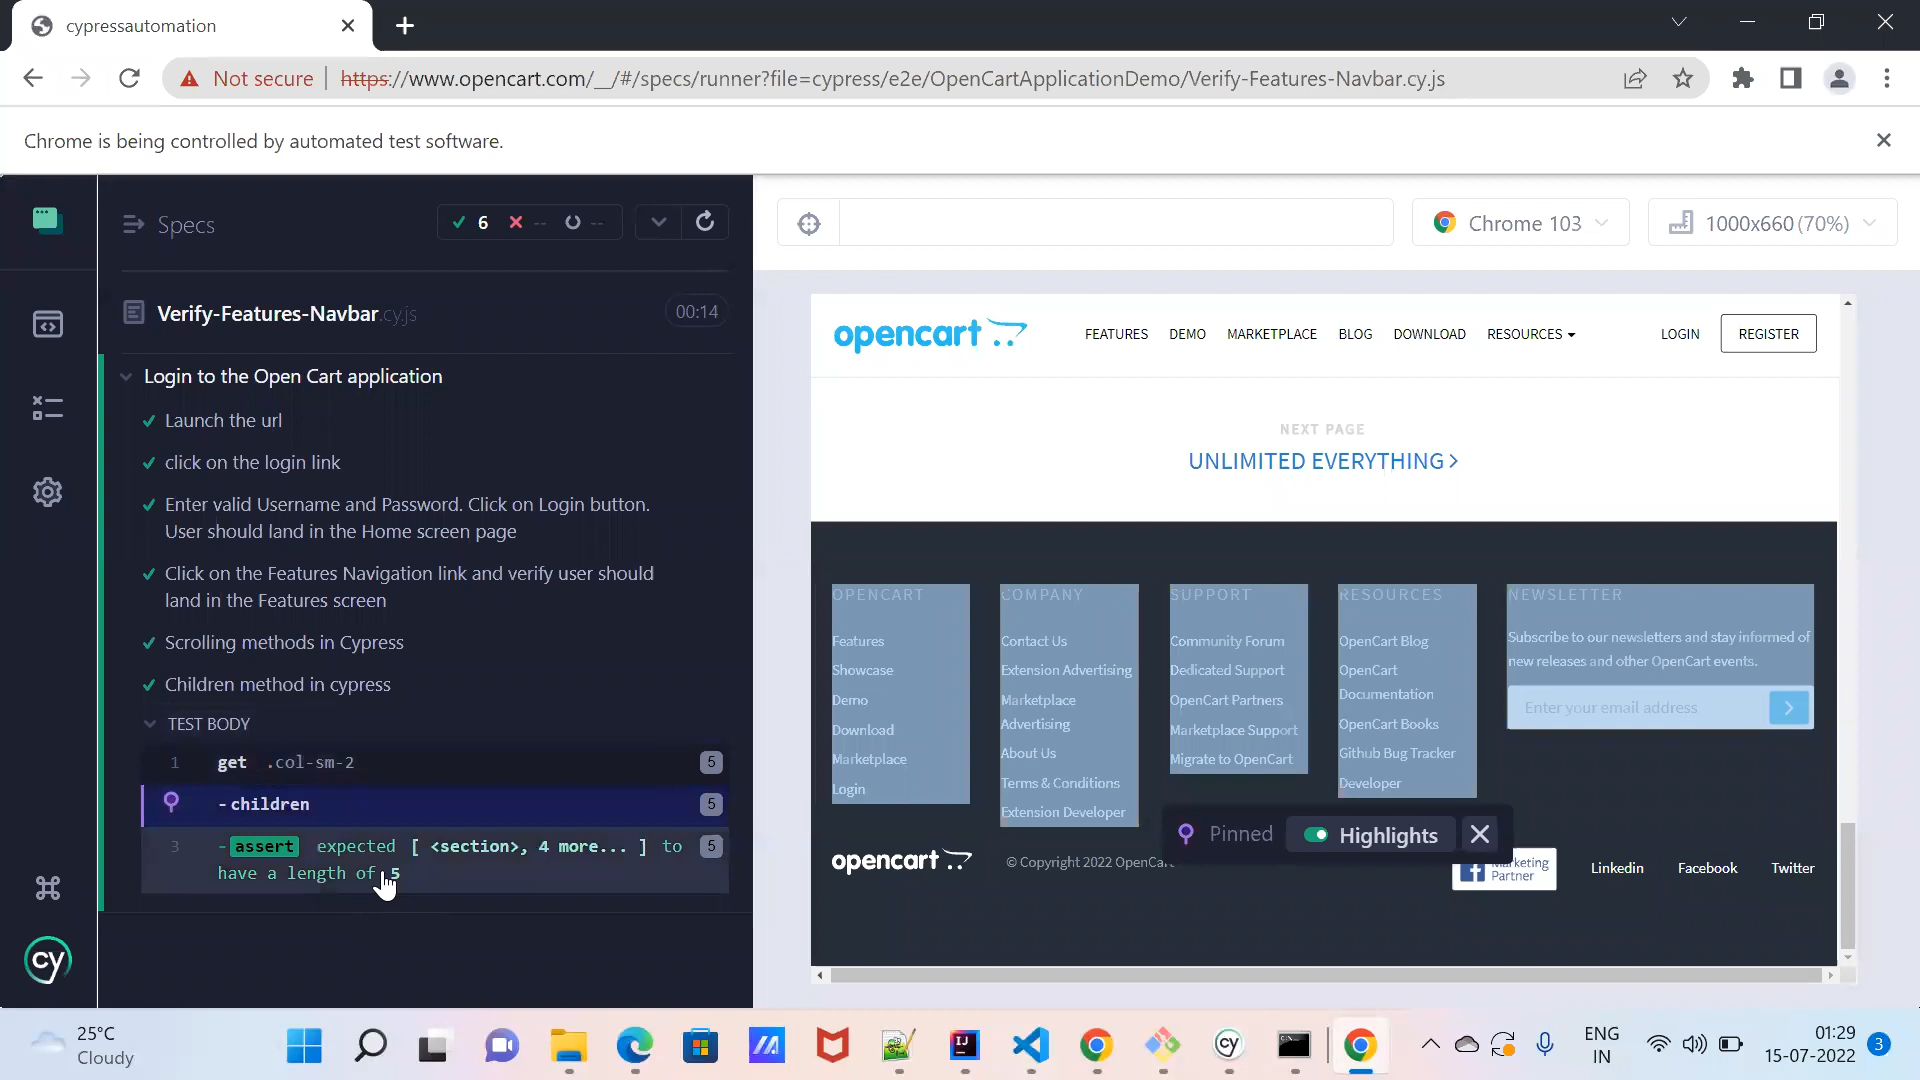 cypressautomation
Not secure
https://www.opencart.com/__/#/specs/runner?file=cypress/e2e/OpenCartApplicationDemo/Verify-Features-Navbar.cy.js
Chrome is being controlled by automated test software.
Specs
6 -- --
Verify-Features-Navbar.cy.js
00:14
Login to the Open Cart application
Launch the url
click on the login link
Enter valid Username and Password. Click on Login button.
User should land in the Home screen page
Click on the Features Navigation link and verify user should
land in the Features screen
Scrolling methods in Cypress
Children method in cypress
TEST BODY
1 get .col-sm-2 5
-children 5
3 -assert expected [ <section>, 4 more... ] to 5
have a length of 5
cy
Chrome 103
1000x660 (70%)
opencart
FEATURES DEMO MARKETPLACE BLOG DOWNLOAD RESOURCES LOGIN REGISTER
NEXT PAGE
UNLIMITED EVERYTHING >
OPENCART
Features
Showcase
Demo
Download
Marketplace
Login
COMPANY
Contact Us
Extension Advertising
Marketplace
Advertising
About Us
Terms & Conditions
Extension Developer
SUPPORT
Community Forum
Dedicated Support
OpenCart Partners
Marketplace Support
Migrate to OpenCart
RESOURCES
OpenCart Blog
OpenCart
Documentation
OpenCart Books
Github Bug Tracker
Developer
NEWSLETTER
Subscribe to our newsletters and stay informed of
new releases and other OpenCart events.
Enter your email address
Pinned Highlights
opencart
© Copyright 2022 OpenCart
Marketing
Partner
Linkedin Facebook Twitter
25°C
Cloudy
IJ
cy
ENG
IN
01:29
15-07-2022
3